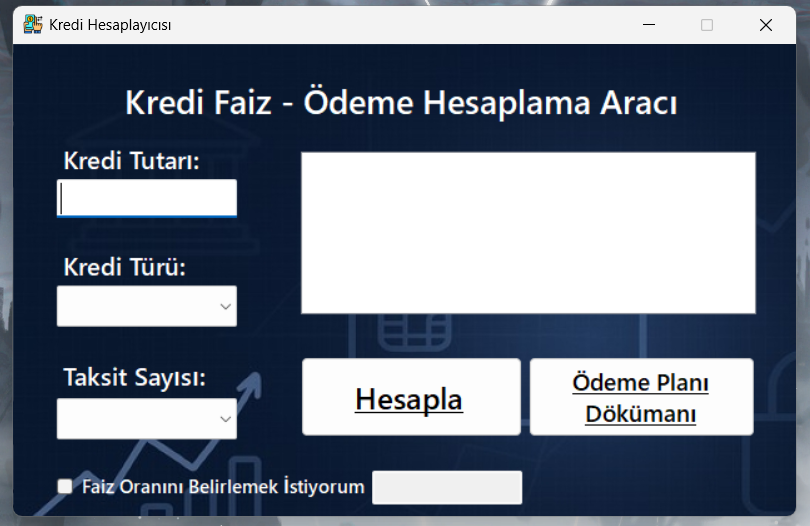 Kredi Hesaplayıcısı
Kredi Faiz - Ödeme Hesaplama Aracı
Kredi Tutarı:
Kredi Türü:
Taksit Sayısı:
Hesapla
Ödeme Planı
Dökümanı
Faiz Oranını Belirlemek İstiyorum